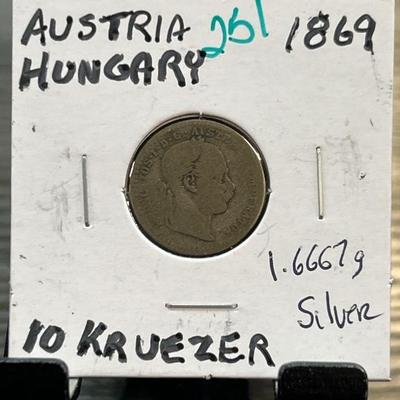 AUSTRIA 251 1869
HUNGARY
1.6667g
Silver
10 KRUEZER